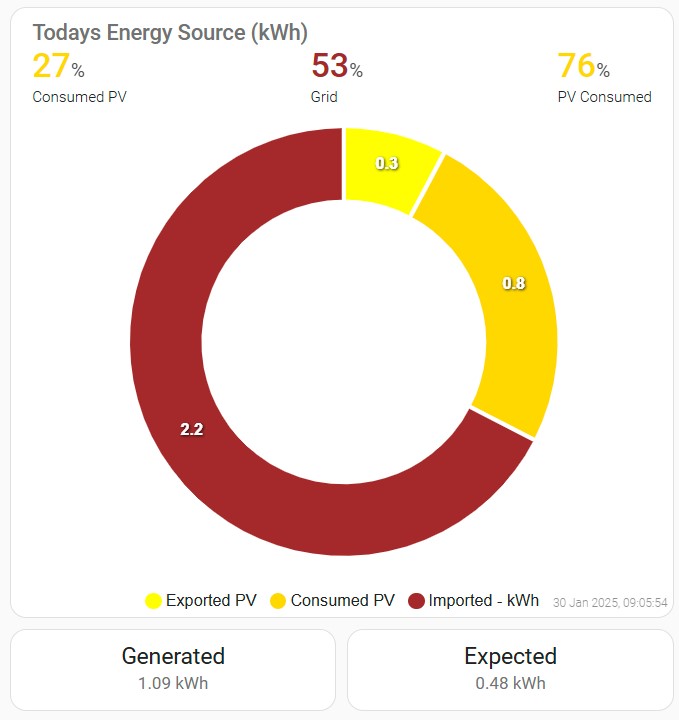 Todays Energy Source (kWh)
27% 53% 76%
Consumed PV Grid PV Consumed
0.3
0.8
2.2
Exported PV Consumed PV Imported - kWh 30 Jan 2025, 09:05:54
Generated Expected
1.09 kWh 0.48 kWh